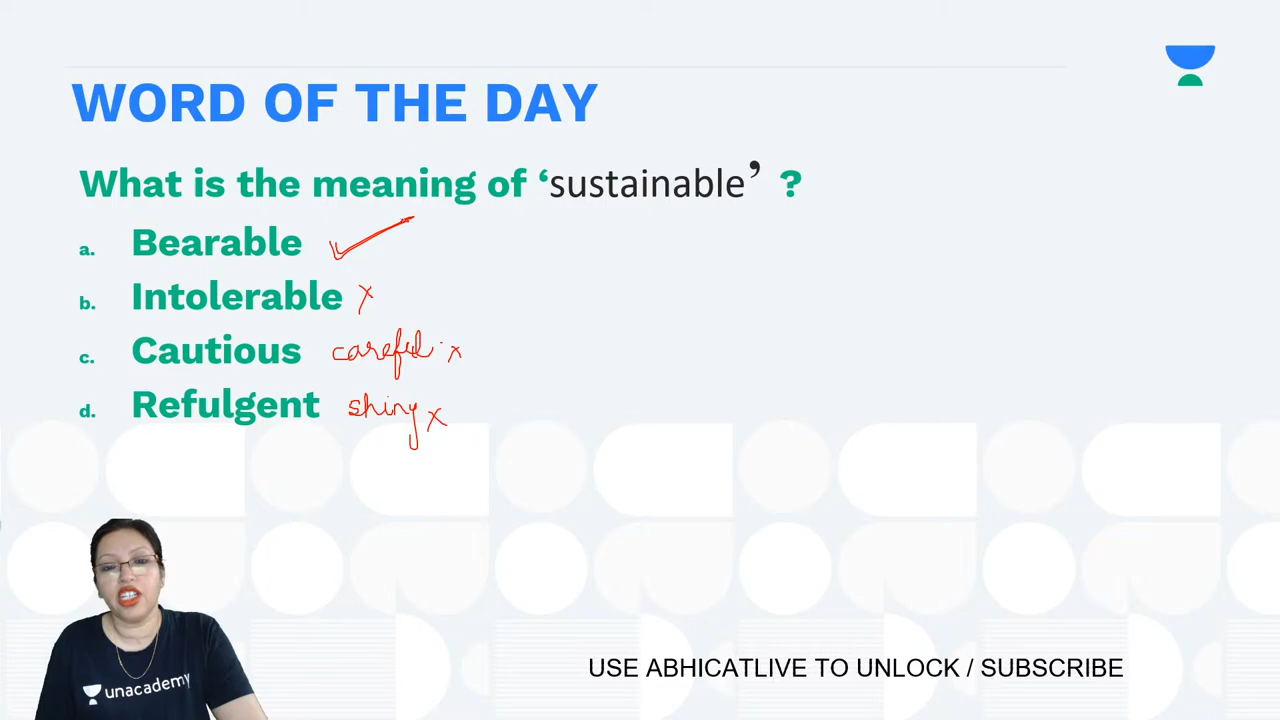 WORD OF THE DAY
What is the meaning of ‘sustainable’ ?
a. Bearable
b. Intolerable x
c. Cautious careful x
d. Refulgent shiny x
unacademy
USE ABHICATLIVE TO UNLOCK / SUBSCRIBE